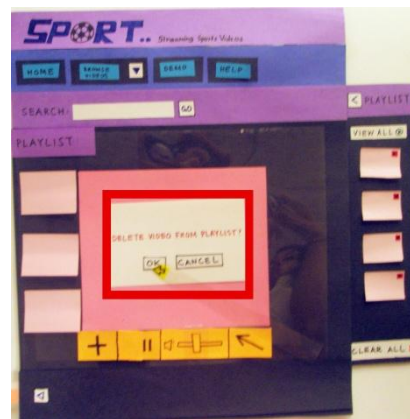 SPORT.. Streaming Sports Videos
HOME
BROWSE VIDEOS
DEMO
HELP
SEARCH:
GO
PLAYLIST
< PLAYLIST
VIEW ALL
DELETE VIDEO FROM PLAYLIST?
OK
CANCEL
CLEAR ALL